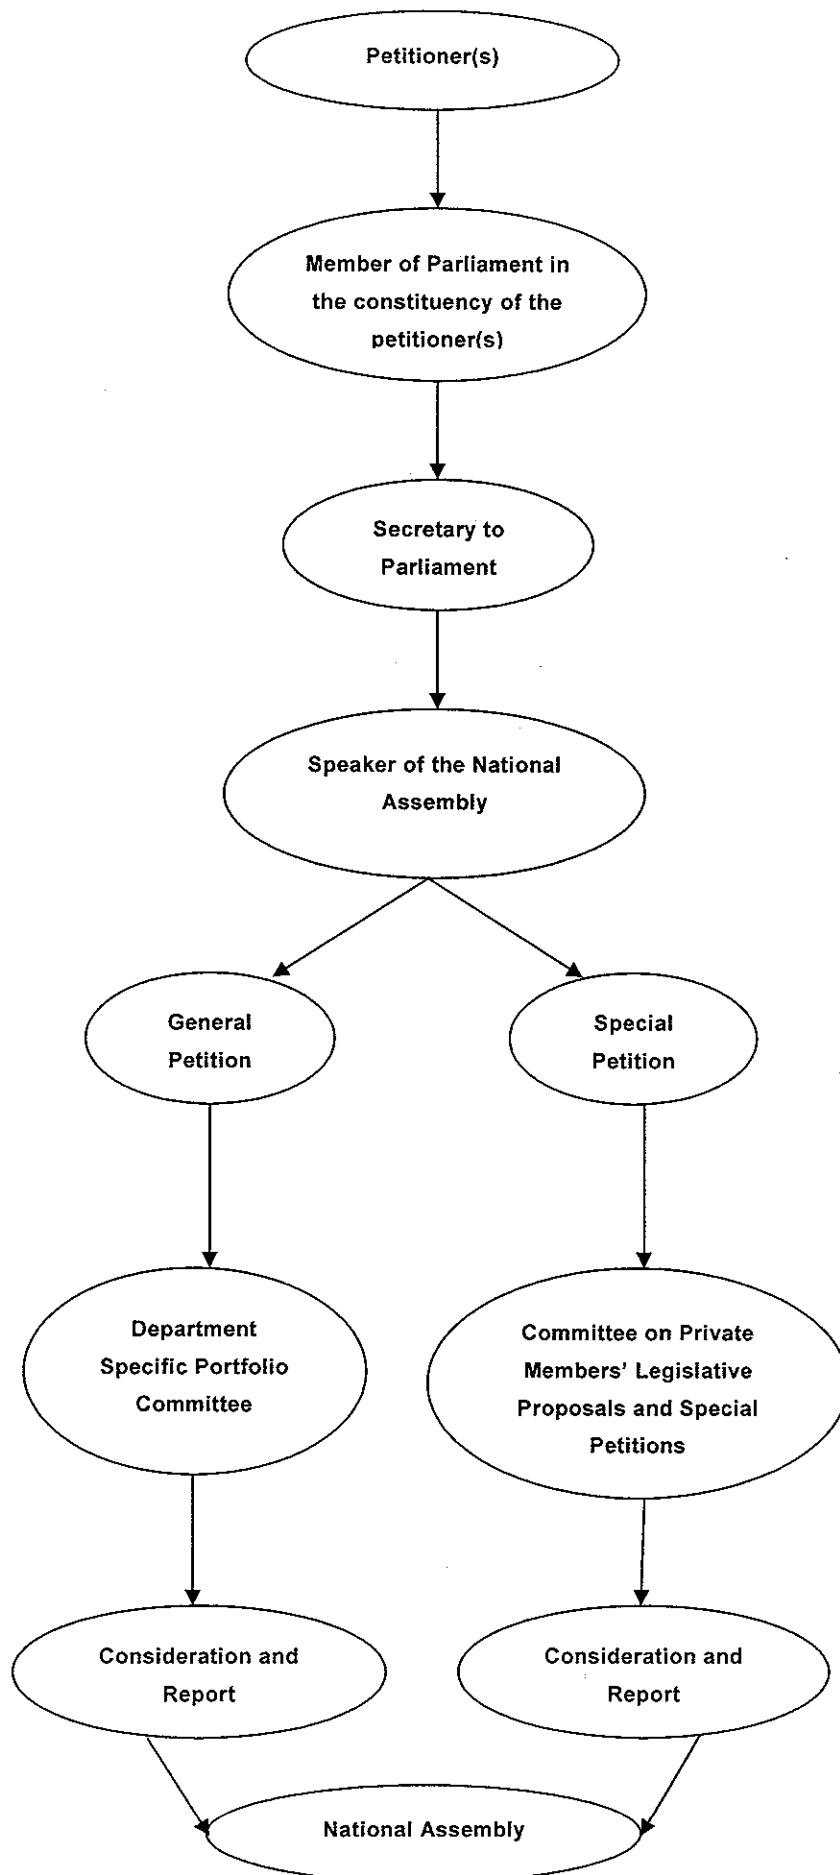 Petitioner(s)
Member of Parliament in
the constituency of the
petitioner(s)
Secretary to
Parliament
Speaker of the National
Assembly
General
Petition
Special
Petition
Department
Specific Portfolio
Committee
Committee on Private
Members' Legislative
Proposals and Special
Petitions
Consideration and
Report
Consideration and
Report
National Assembly